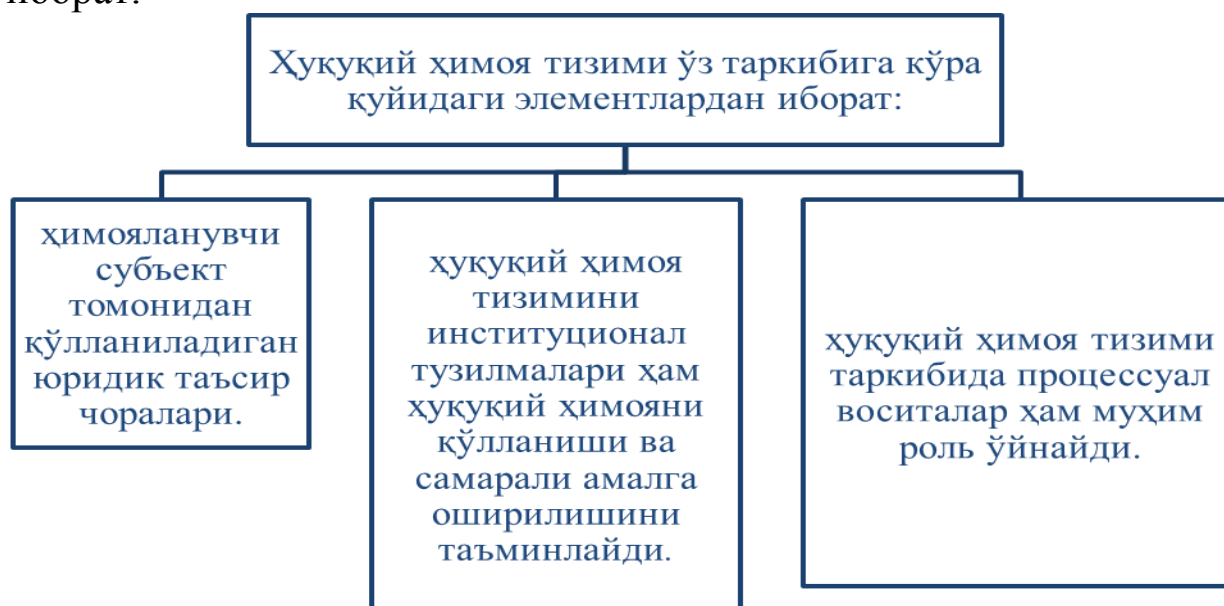 иборат:
Ҳуқуқий ҳимоя тизими ўз таркибига кўра
қуйидаги элементлардан иборат:
ҳимояланувчи
субъект
томонидан
қўлланиладиган
юридик таъсир
чоралари.
ҳуқуқий ҳимоя
тизимини
институционал
тузилмалари ҳам
ҳуқуқий ҳимояни
қўлланиши ва
самарали амалга
оширилишини
таъминлайди.
ҳуқуқий ҳимоя тизими
таркибида процессуал
воситалар ҳам муҳим
роль ўйнайди.